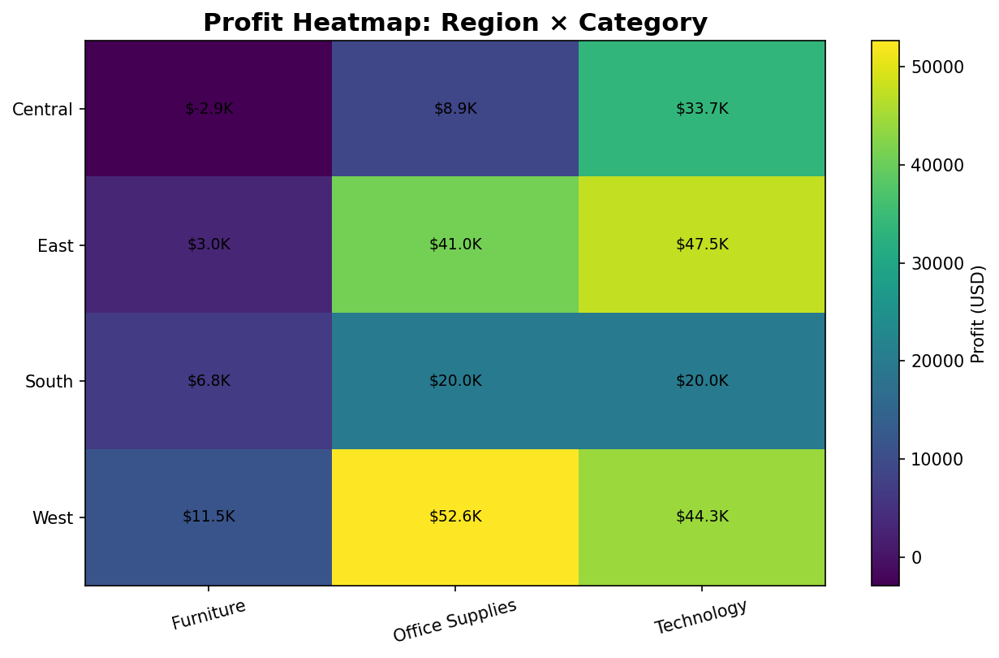 Profit Heatmap: Region × Category
Central
$-2.9K
$8.9K
$33.7K
East
$3.0K
$41.0K
$47.5K
South
$6.8K
$20.0K
$20.0K
West
$11.5K
$52.6K
$44.3K
Furniture
Office Supplies
Technology
50000
40000
30000
20000
10000
0
Profit (USD)